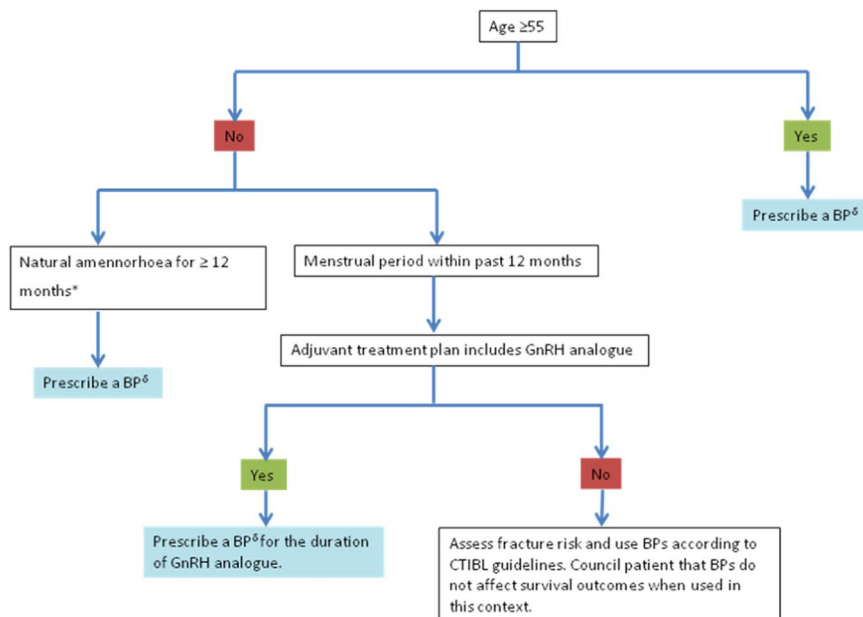 Age ≥55
No
Yes
Prescribe a BPᵟ
Natural amennorhoea for ≥ 12
months*
Menstrual period within past 12 months
Adjuvant treatment plan includes GnRH analogue
Prescribe a BPᵟ
Yes
No
Prescribe a BPᵟ for the duration
of GnRH analogue.
Assess fracture risk and use BPs according to
CTIBL guidelines. Council patient that BPs do
not affect survival outcomes when used in
this context.